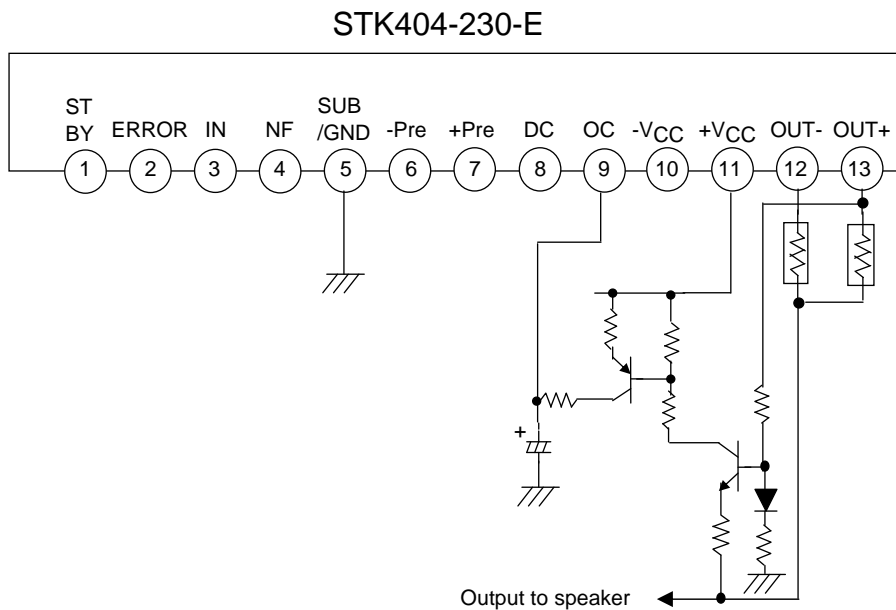 STK404-230-E
ST BY ERROR IN NF SUB /GND -Pre +Pre DC OC -VCC +VCC OUT- OUT+
1 2 3 4 5 6 7 8 9 10 11 12 13
+
Output to speaker